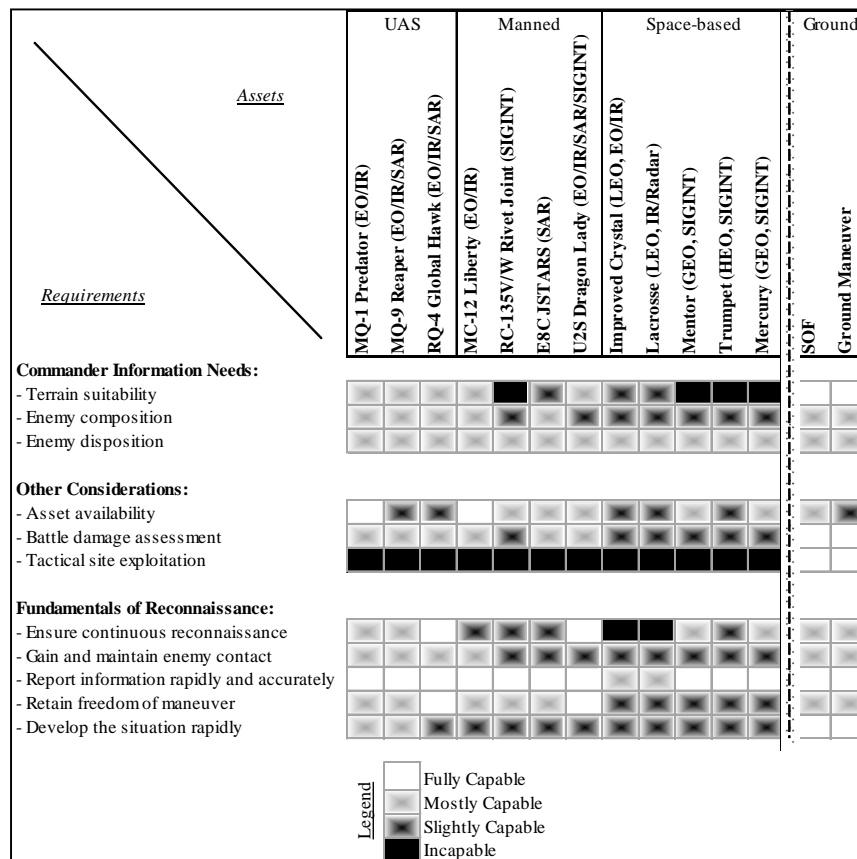 UAS Manned Space-based Ground
Assets
Requirements
MQ-1 Predator (EO/IR)
MQ-9 Reaper (EO/IR/SAR)
RQ-4 Global Hawk (EO/IR/SAR)
MC-12 Liberty (EO/IR)
RC-135V/W Rivet Joint (SIGINT)
E8C JSTARS (SAR)
U2S Dragon Lady (EO/IR/SAR/SIGINT)
Improved Crystal (LEO, EO/IR)
Lacrosse (LEO, IR/Radar)
Mentor (GEO, SIGINT)
Trumpet (HEO, SIGINT)
Mercury (GEO, SIGINT)
SOF
Ground Maneuver
Commander Information Needs:
- Terrain suitability
- Enemy composition
- Enemy disposition
Other Considerations:
- Asset availability
- Battle damage assessment
- Tactical site exploitation
Fundamentals of Reconnaissance:
- Ensure continuous reconnaissance
- Gain and maintain enemy contact
- Report information rapidly and accurately
- Retain freedom of maneuver
- Develop the situation rapidly
Legend
Fully Capable
Mostly Capable
Slightly Capable
Incapable